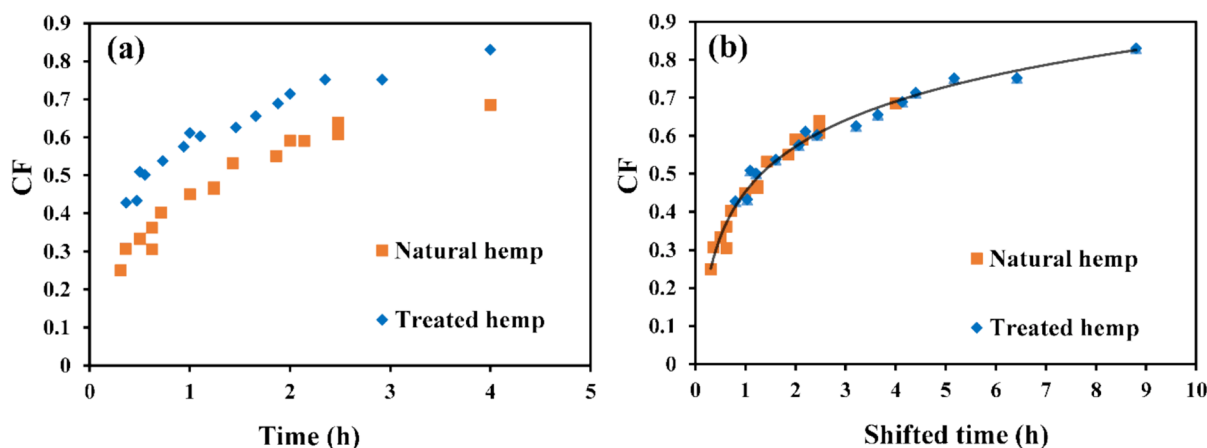 (a)
CF
0.9
0.8
0.7
0.6
0.5
0.4
0.3
0.2
0.1
0
0 1 2 3 4 5
Time (h)
Natural hemp
Treated hemp
(b)
CF
0.9
0.8
0.7
0.6
0.5
0.4
0.3
0.2
0.1
0
0 1 2 3 4 5 6 7 8 9 10
Shifted time (h)
Natural hemp
Treated hemp